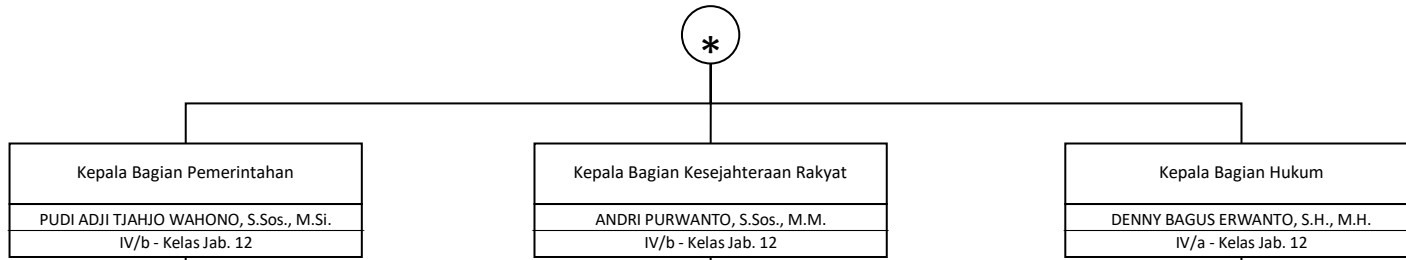 *
Kepala Bagian Pemerintahan
PUDI ADJI TJAHJO WAHONO, S.Sos., M.Si.
IV/b - Kelas Jab. 12
Kepala Bagian Kesejahteraan Rakyat
ANDRI PURWANTO, S.Sos., M.M.
IV/b - Kelas Jab. 12
Kepala Bagian Hukum
DENNY BAGUS ERWANTO, S.H., M.H.
IV/a - Kelas Jab. 12